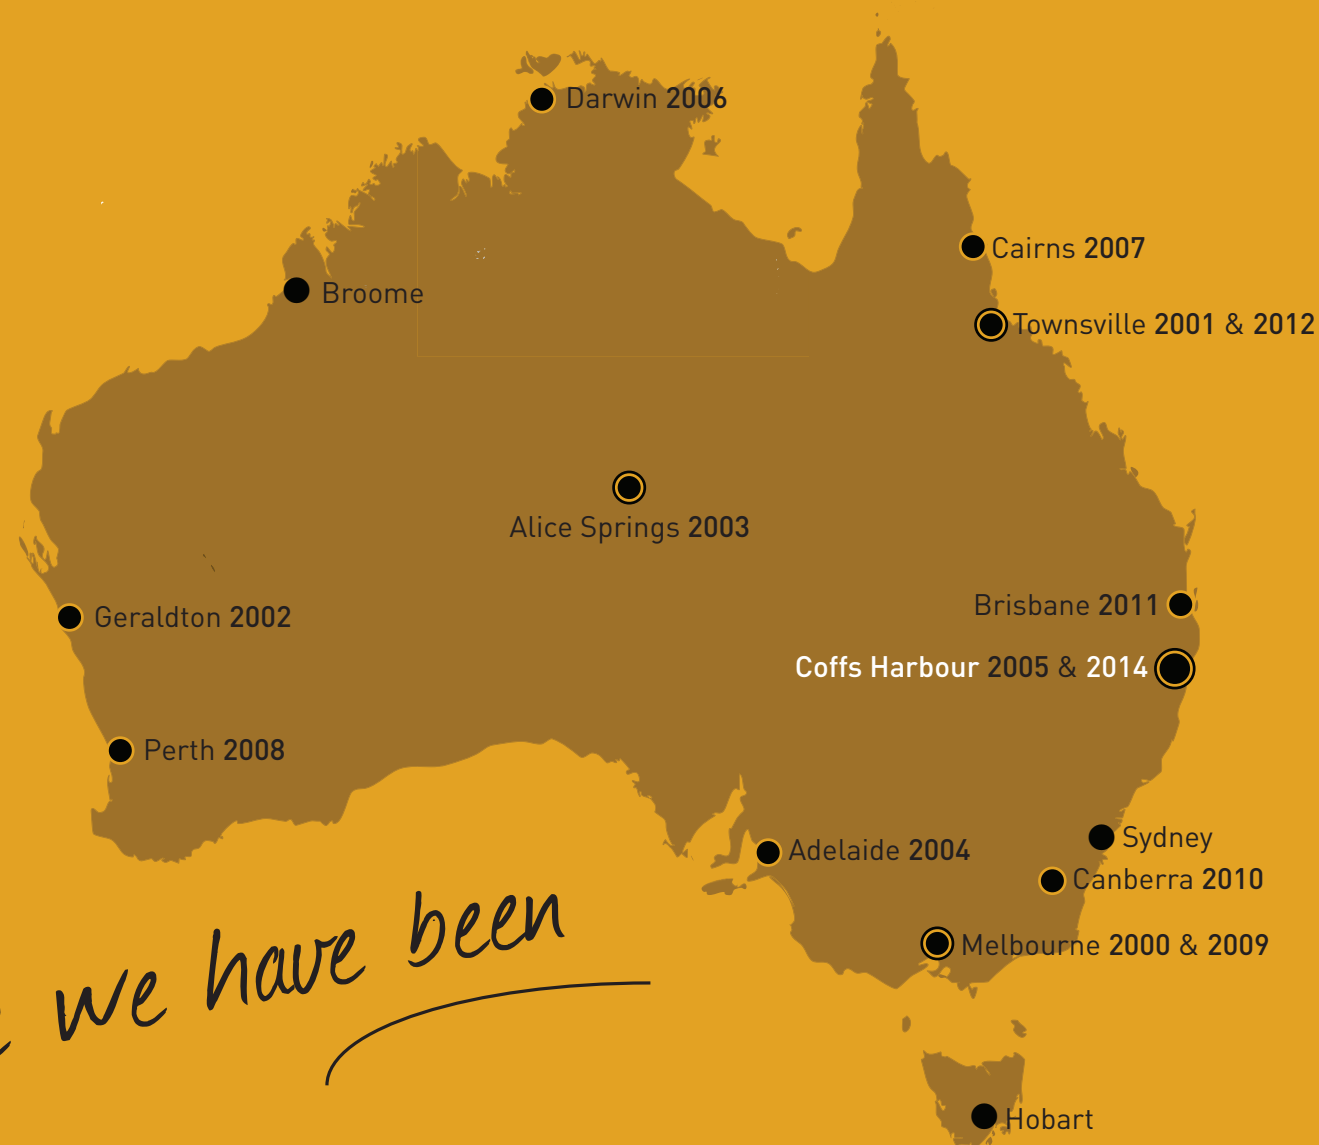 Darwin 2006
Cairns 2007
Broome
Townsville 2001 & 2012
Alice Springs 2003
Brisbane 2011
Geraldton 2002
Coffs Harbour 2005 & 2014
Perth 2008
Sydney
Adelaide 2004
Canberra 2010
we have been
Melbourne 2000 & 2009
Hobart